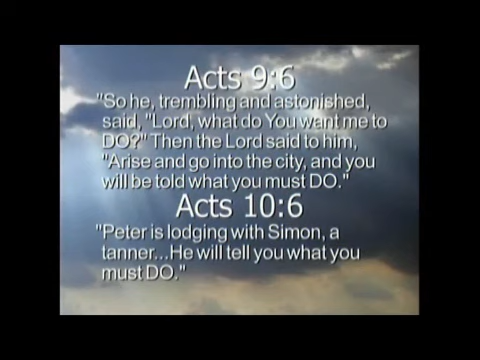 Acts 9:6
"So he, trembling and astonished,
said, "Lord, what do You want me to
DO?" Then the Lord said to him,
"Arise and go into the city, and you
will be told what you must DO."
Acts 10:6
"Peter is lodging with Simon, a
tanner...He will tell you what you
must DO."